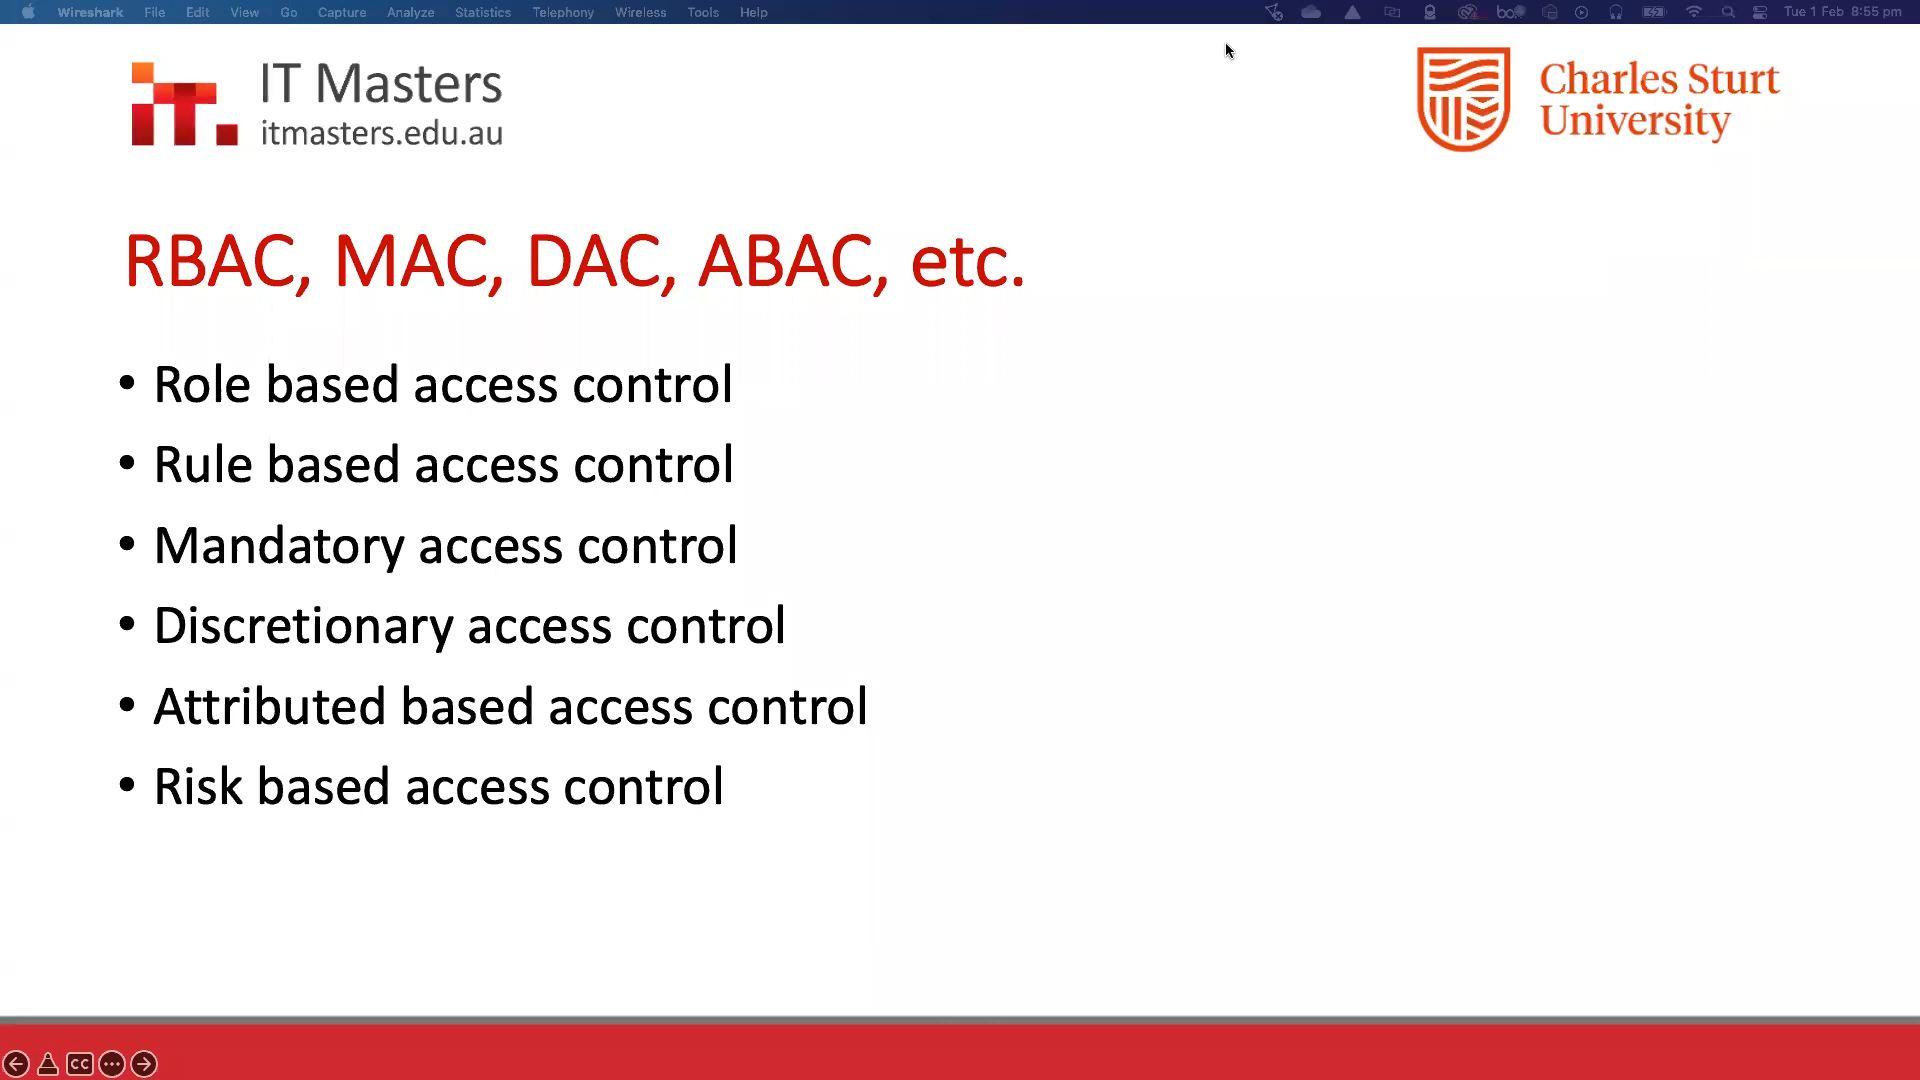 Wireshark File Edit View Go Capture Analyze Statistics Telephony Wireless Tools Help Tue 1 Feb 8:55 pm
it. IT Masters
itmasters.edu.au
Charles Sturt
University
RBAC, MAC, DAC, ABAC, etc.
• Role based access control
• Rule based access control
• Mandatory access control
• Discretionary access control
• Attributed based access control
• Risk based access control
CC